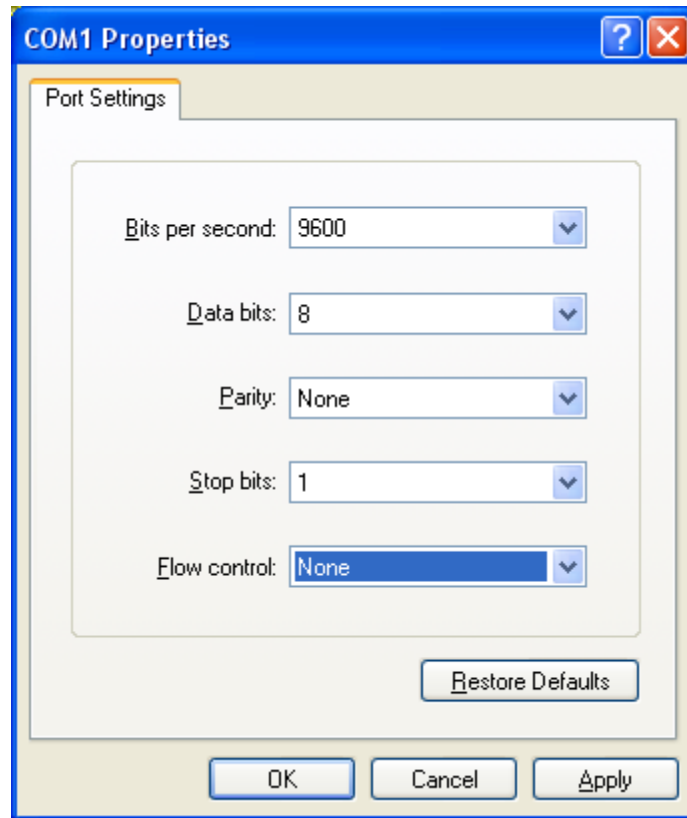 COM1 Properties
Port Settings
Bits per second: 9600
Data bits: 8
Parity: None
Stop bits: 1
Flow control: None
Restore Defaults
OK Cancel Apply